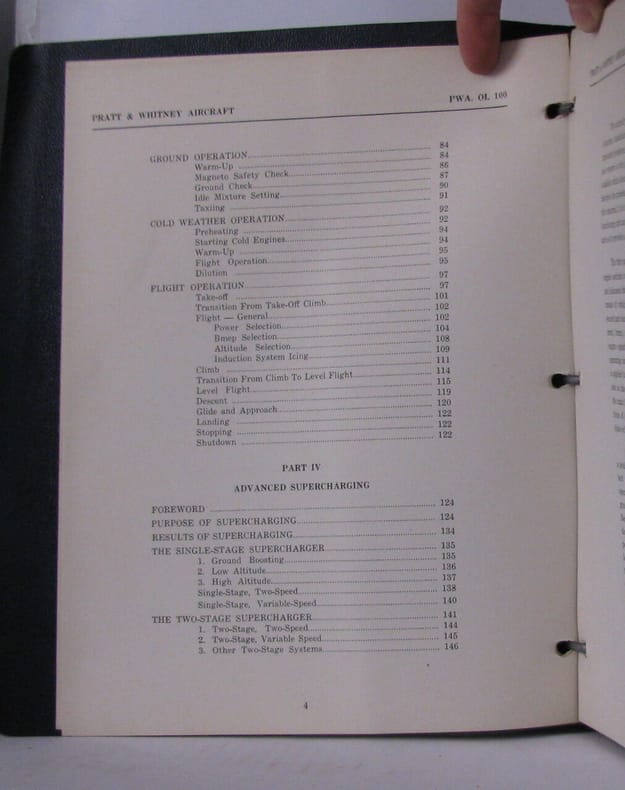 PRATT & WHITNEY AIRCRAFT PWA. OI. 100
GROUND OPERATION 84
Warm-Up 84
Magneto Safety Check 86
Ground Check 87
Idle Mixture Setting 90
Taxiing 91
COLD WEATHER OPERATION 92
Preheating 92
Starting Cold Engines 94
Warm-Up 94
Flight Operation 95
Dilution 95
FLIGHT OPERATION 97
Take-off 97
Transition From Take-Off Climb 101
Flight — General 102
Power Selection 102
Bmep Selection 104
Altitude Selection 108
Induction System Icing 109
Climb 111
Transition From Climb To Level Flight 114
Level Flight 115
Descent 119
Glide and Approach 120
Landing 122
Stopping 122
Shutdown 122
PART IV
ADVANCED SUPERCHARGING
FOREWORD 124
PURPOSE OF SUPERCHARGING 124
RESULTS OF SUPERCHARGING 134
THE SINGLE-STAGE SUPERCHARGER 135
1. Ground Boosting 135
2. Low Altitude 136
3. High Altitude 137
Single-Stage, Two-Speed 138
Single-Stage, Variable-Speed 140
THE TWO-STAGE SUPERCHARGER 141
1. Two-Stage, Two-Speed 144
2. Two-Stage, Variable Speed 145
3. Other Two-Stage Systems 146
4